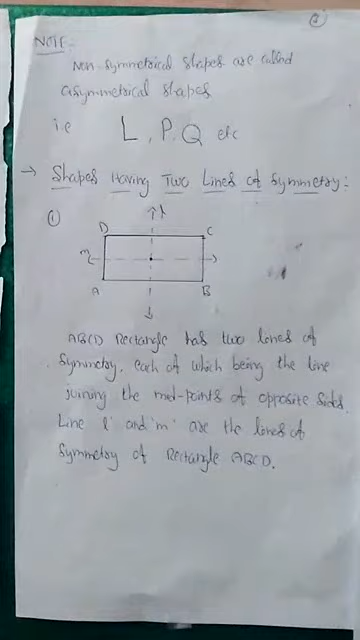 2
NOTE:-
Non-symmetrical shapes are called
asymmetrical shapes
i.e L, P, Q etc
→ Shapes Having Two Lines of Symmetry:-
①
l
D C
m
A B
ABCD Rectangle has two lines of
Symmetry, each of which being the line
joining the mid-points of opposite sides.
Line 'l' and 'm' are the lines of
Symmetry of Rectangle ABCD.